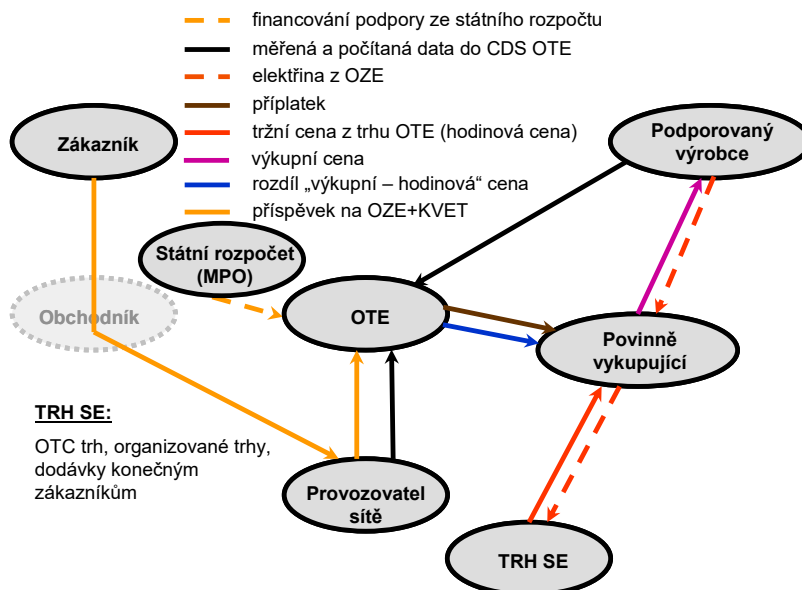 financování podpory ze státního rozpočtu
měřená a počítaná data do CDS OTE
elektřina z OZE
příplatek
tržní cena z trhu OTE (hodinová cena)
výkupní cena
rozdíl „výkupní – hodinová“ cena
příspěvek na OZE+KVET
Zákazník
Podporovaný
výrobce
Státní rozpočet
(MPO)
Obchodník
OTE
Povinně
vykupující
TRH SE:
OTC trh, organizované trhy,
dodávky konečným
zákazníkům
Provozovatel
sítě
TRH SE